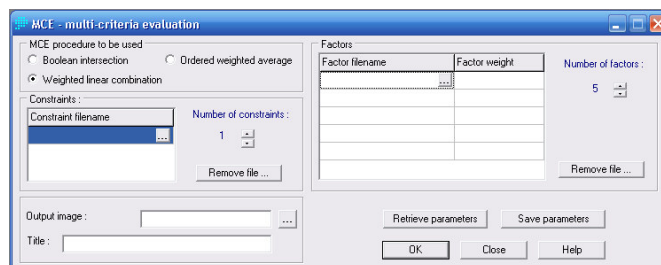 MCE - multi-criteria evaluation
MCE procedure to be used
Boolean intersection
Ordered weighted average
Weighted linear combination
Constraints :
Constraint filename
...
Number of constraints :
1
Remove file ...
Factors
Factor filename
Factor weight
...
Number of factors :
5
Remove file ...
Output image :
...
Title :
Retrieve parameters
Save parameters
OK
Close
Help